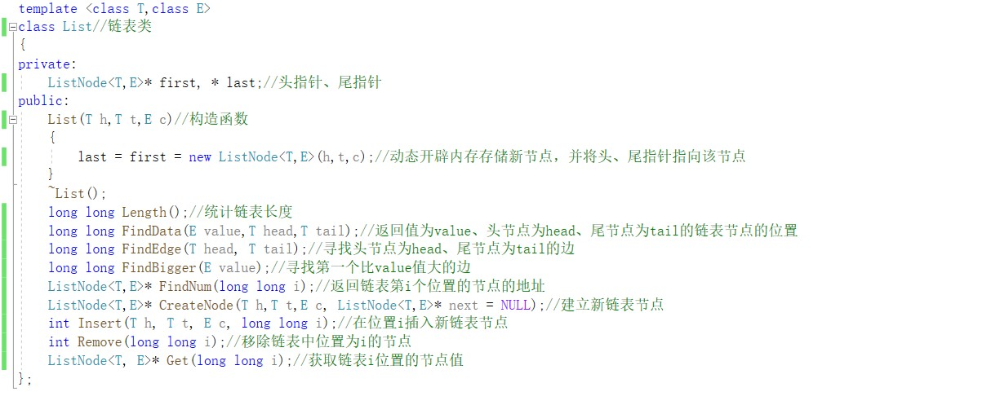 template <class T,class E>
class List//链表类
{
private:
    ListNode<T,E>* first, * last;//头指针、尾指针
public:
    List(T h,T t,E c)//构造函数
    {
        last = first = new ListNode<T,E>(h,t,c);//动态开辟内存存储新节点，并将头、尾指针指向该节点
    }
    ~List();
    long long Length();//统计链表长度
    long long FindData(E value,T head,T tail);//返回值为value、头节点为head、尾节点为tail的链表节点的位置
    long long FindEdge(T head, T tail);//寻找头节点为head、尾节点为tail的边
    long long FindBigger(E value);//寻找第一个比value值大的边
    ListNode<T,E>* FindNum(long long i);//返回链表第i个位置的节点的地址
    ListNode<T,E>* CreateNode(T h,T t,E c, ListNode<T,E>* next = NULL);//建立新链表节点
    int Insert(T h, T t, E c, long long i);//在位置i插入新链表节点
    int Remove(long long i);//移除链表中位置为i的节点
    ListNode<T, E>* Get(long long i);//获取链表i位置的节点值
};